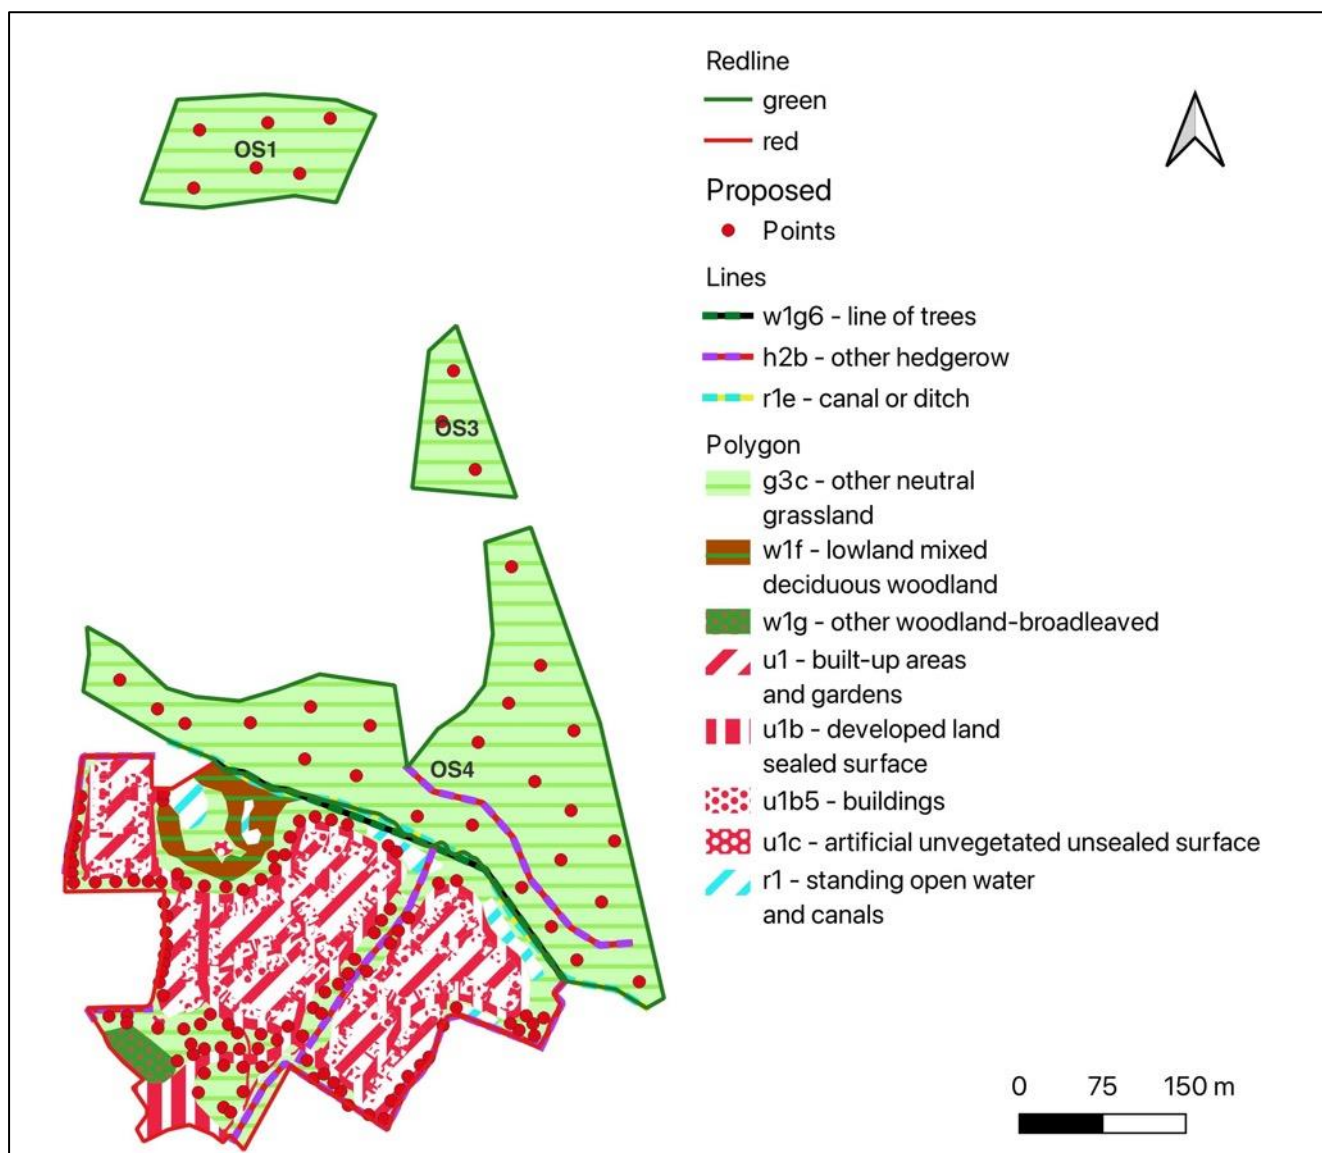 Redline
green
red
Proposed
Points
Lines
w1g6 - line of trees
h2b - other hedgerow
r1e - canal or ditch
Polygon
g3c - other neutral
grassland
w1f - lowland mixed
deciduous woodland
w1g - other woodland-broadleaved
u1 - built-up areas
and gardens
u1b - developed land
sealed surface
u1b5 - buildings
u1c - artificial unvegetated unsealed surface
r1 - standing open water
and canals
OS1
OS3
OS4
0 75 150 m